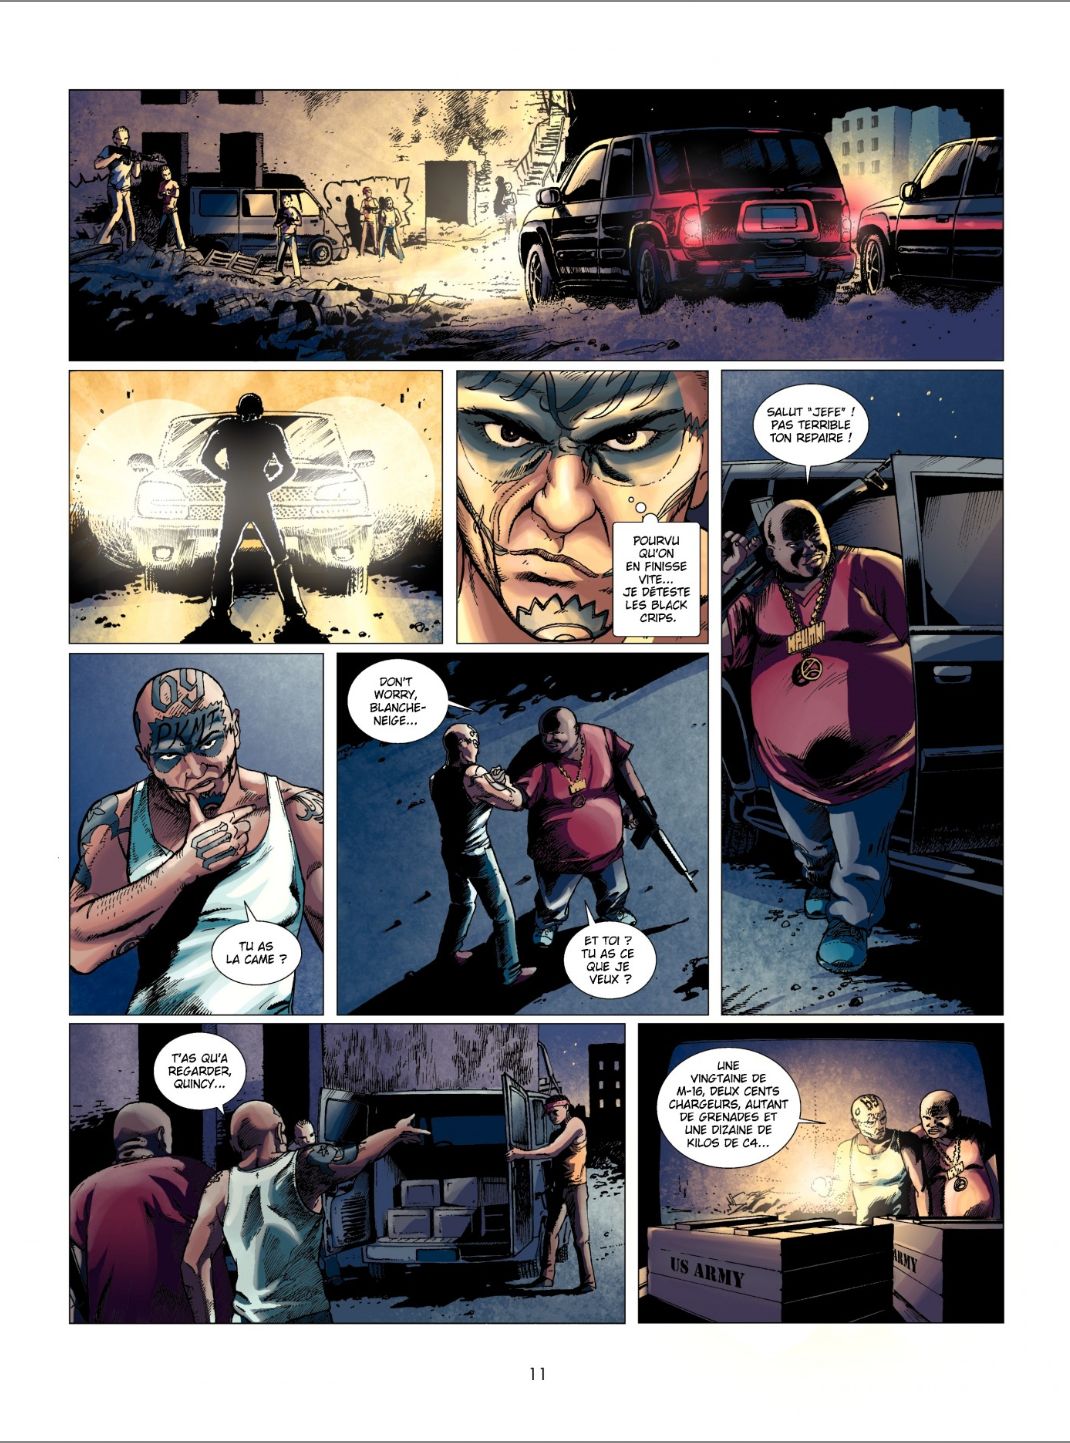 POURVU
QU'ON
EN FINISSE
VITE...
JE DÉTESTE
LES BLACK
CRIPS.
SALUT "JEFE" !
PAS TERRIBLE
TON REPAIRE !
69
PKMT
TU AS
LA CAME ?
DON'T
WORRY,
BLANCHE-
NEIGE...
ET TOI ?
TU AS CE
QUE JE
VEUX ?
T'AS QU'A
REGARDER,
QUINCY...
UNE
VINGTAINE DE
M-16, DEUX CENTS
CHARGEURS, AUTANT
DE GRENADES ET
UNE DIZAINE DE
KILOS DE C4...
US ARMY
ARMY
11